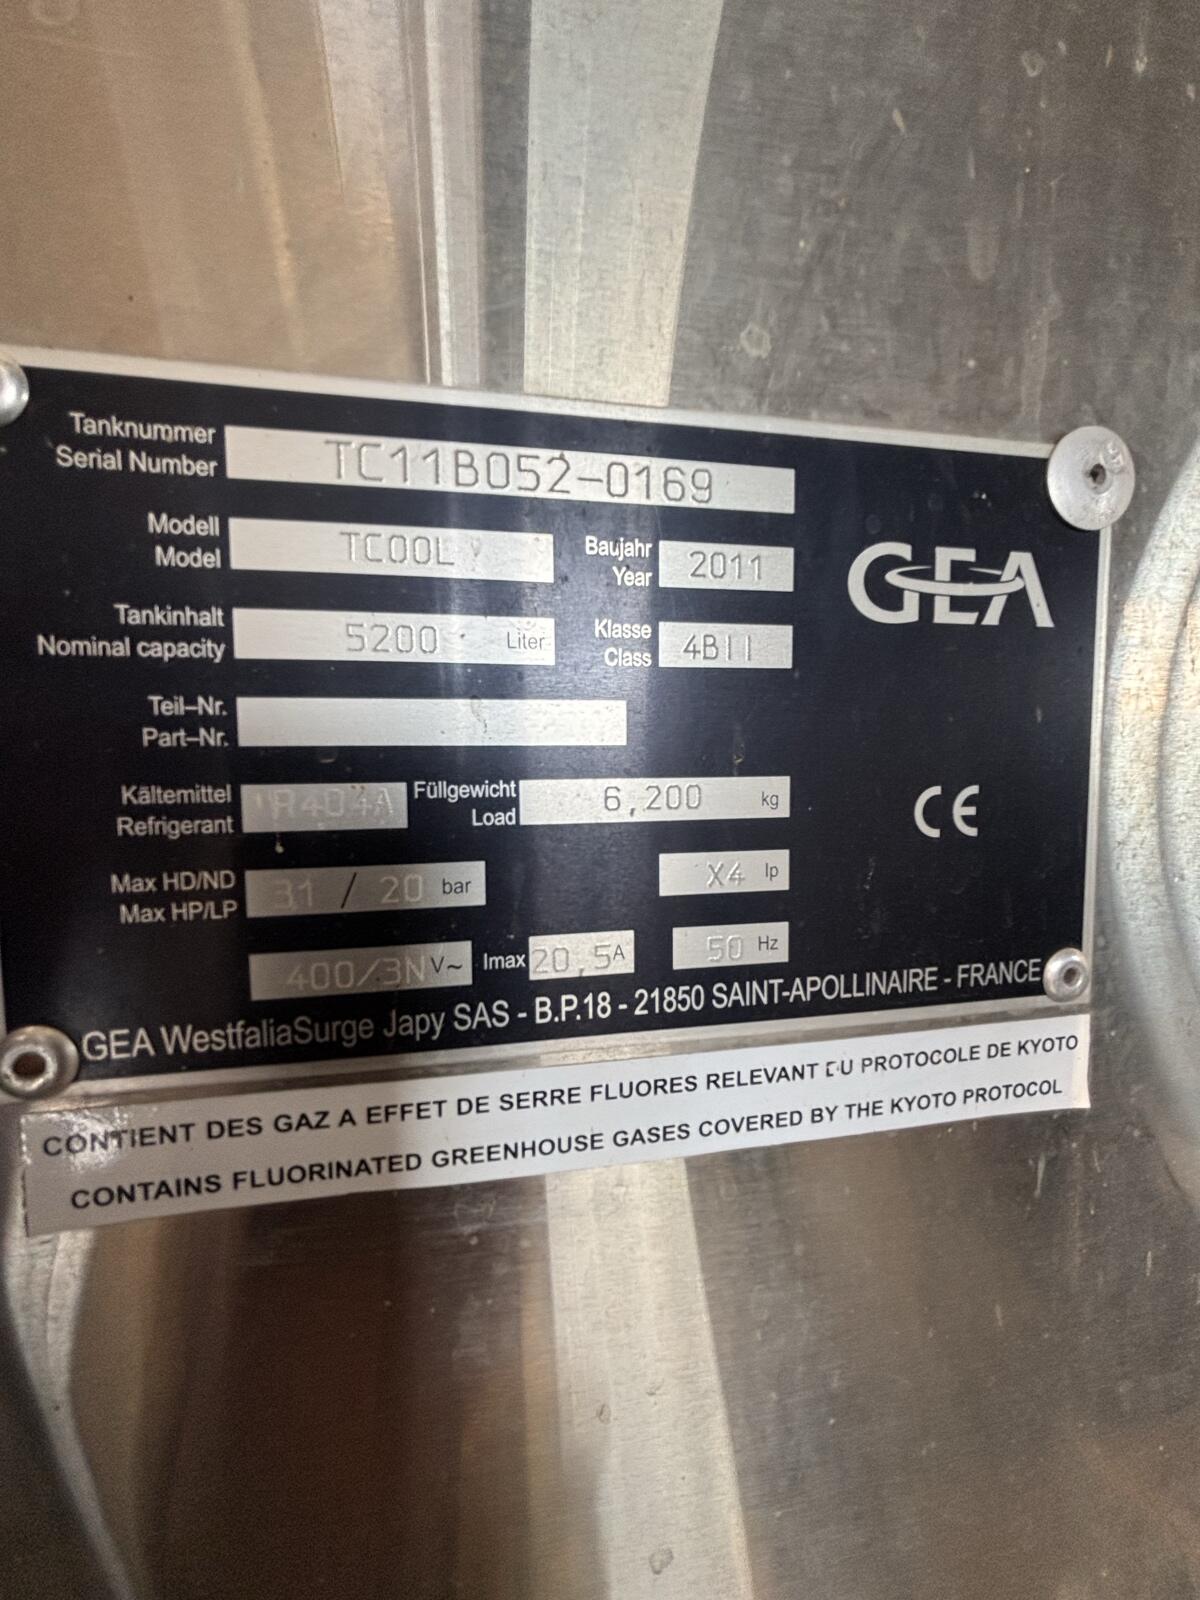 Tanknummer
Serial Number TC11B052-0169
Modell
Model TCOOL
Baujahr
Year 2011
GEA
Tankinhalt
Nominal capacity 5200 Liter
Klasse
Class 4BII
Teil-Nr.
Part-Nr.
Kältemittel
Refrigerant R404A
Füllgewicht
Load 6,200 kg
CE
Max HD/ND
Max HP/LP 31 / 20 bar
X4 Ip
400/3N V~ Imax 20,5 A 50 Hz
GEA WestfaliaSurge Japy SAS - B.P.18 - 21850 SAINT-APOLLINAIRE - FRANCE
CONTIENT DES GAZ A EFFET DE SERRE FLUORES RELEVANT DU PROTOCOLE DE KYOTO
CONTAINS FLUORINATED GREENHOUSE GASES COVERED BY THE KYOTO PROTOCOL